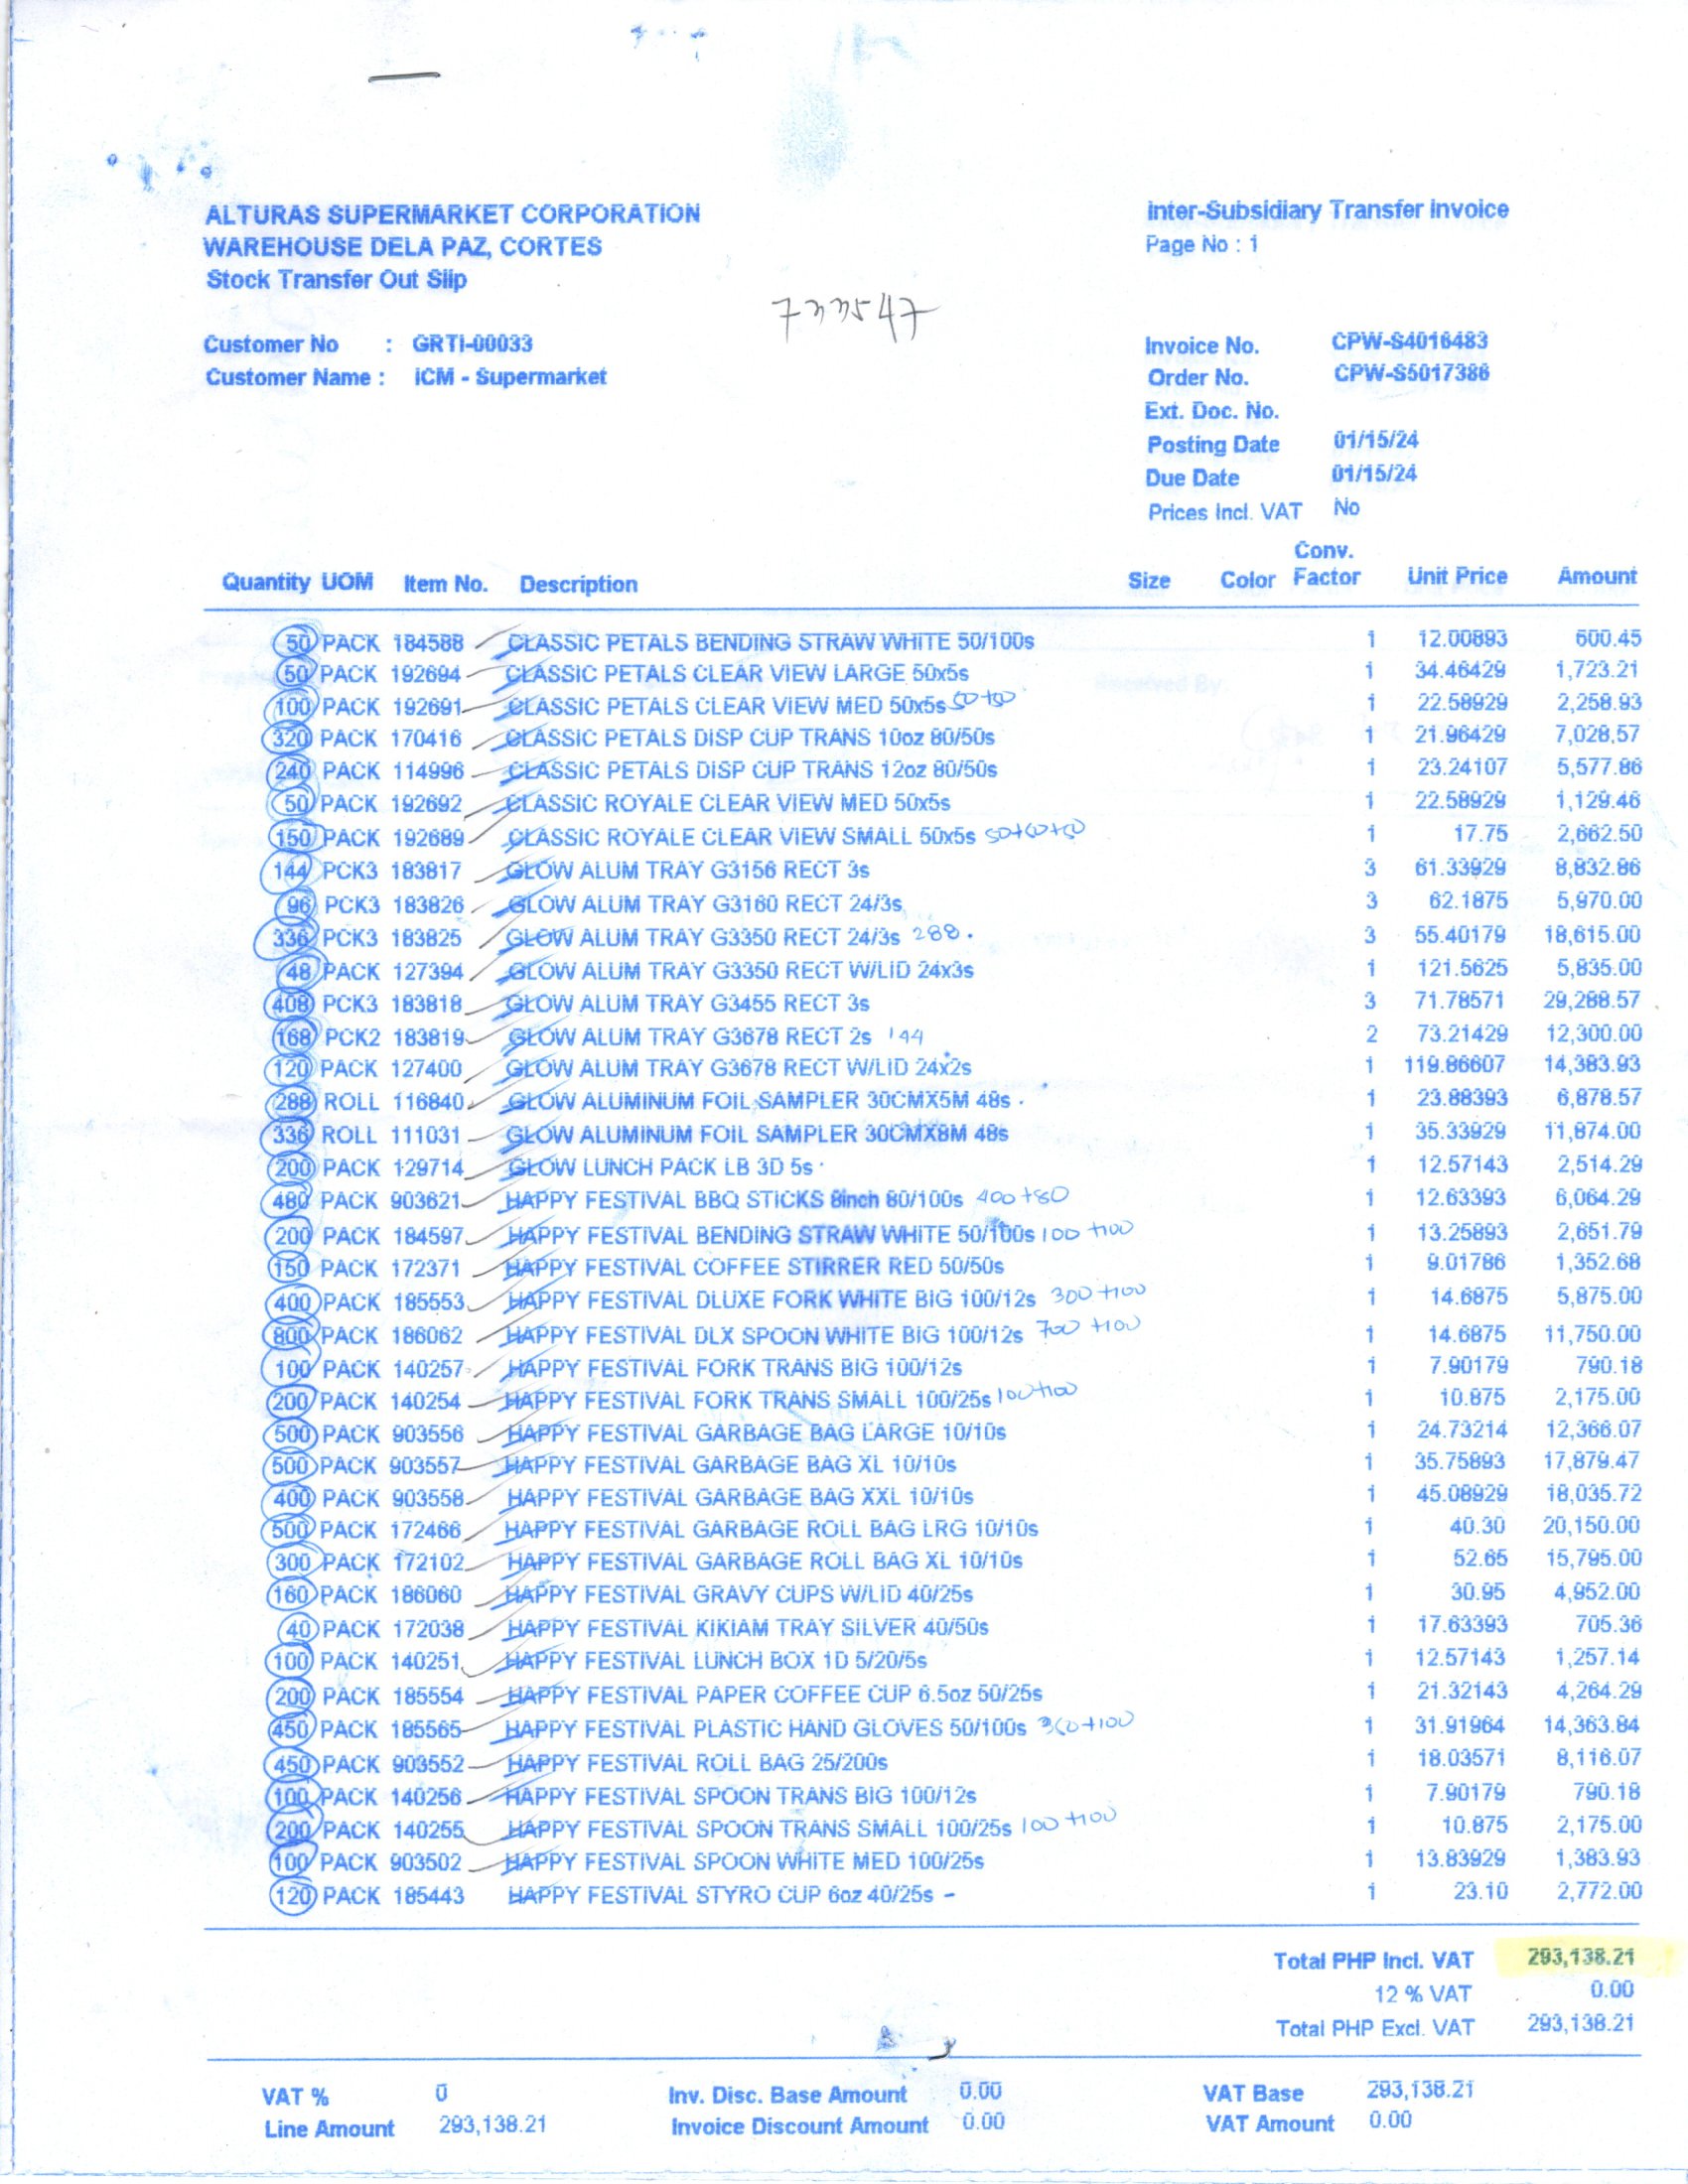 ALTURAS SUPERMARKET CORPORATION
WAREHOUSE DELA PAZ, CORTES
Stock Transfer Out Slip
Inter-Subsidiary Transfer Invoice
Page No : 1
733547
Customer No : GRTI-00033
Customer Name : ICM - Supermarket
Invoice No. CPW-S4016483
Order No. CPW-S5017386
Ext. Doc. No.
Posting Date 01/15/24
Due Date 01/15/24
Prices Incl. VAT No
Quantity UOM Item No. Description Size Color Conv. Factor Unit Price Amount
50 PACK 184588 CLASSIC PETALS BENDING STRAW WHITE 50/100s 1 12.00893 600.45
50 PACK 192694 CLASSIC PETALS CLEAR VIEW LARGE 50x5s 1 34.46429 1,723.21
100 PACK 192691 CLASSIC PETALS CLEAR VIEW MED 50x5s 50+50 1 22.58929 2,258.93
320 PACK 170416 CLASSIC PETALS DISP CUP TRANS 10oz 80/50s 1 21.96429 7,028.57
240 PACK 114996 CLASSIC PETALS DISP CUP TRANS 12oz 80/50s 1 23.24107 5,577.86
50 PACK 192692 CLASSIC ROYALE CLEAR VIEW MED 50x5s 1 22.58929 1,129.46
150 PACK 192689 CLASSIC ROYALE CLEAR VIEW SMALL 50x5s 50+50+50 1 17.75 2,662.50
144 PCK3 183817 GLOW ALUM TRAY G3156 RECT 3s 3 61.33929 8,832.86
96 PCK3 183826 GLOW ALUM TRAY G3160 RECT 24/3s 3 62.1875 5,970.00
336 PCK3 183825 GLOW ALUM TRAY G3350 RECT 24/3s 288. 3 55.40179 18,615.00
48 PACK 127394 GLOW ALUM TRAY G3350 RECT W/LID 24x3s 1 121.5625 5,835.00
408 PCK3 183818 GLOW ALUM TRAY G3455 RECT 3s 3 71.78571 29,288.57
168 PCK2 183819 GLOW ALUM TRAY G3678 RECT 2s 144 2 73.21429 12,300.00
120 PACK 127400 GLOW ALUM TRAY G3678 RECT W/LID 24x2s 1 119.86607 14,383.93
288 ROLL 116840 GLOW ALUMINUM FOIL SAMPLER 30CMX5M 48s 1 23.88393 6,878.57
336 ROLL 111031 GLOW ALUMINUM FOIL SAMPLER 30CMX8M 48s 1 35.33929 11,874.00
200 PACK 129714 GLOW LUNCH PACK LB 3D 5s 1 12.57143 2,514.29
480 PACK 903621 HAPPY FESTIVAL BBQ STICKS 8inch 80/100s 400+80 1 12.63393 6,064.29
200 PACK 184597 HAPPY FESTIVAL BENDING STRAW WHITE 50/100s 100+100 1 13.25893 2,651.79
150 PACK 172371 HAPPY FESTIVAL COFFEE STIRRER RED 50/50s 1 9.01786 1,352.68
400 PACK 185553 HAPPY FESTIVAL DLUXE FORK WHITE BIG 100/12s 300+100 1 14.6875 5,875.00
800 PACK 186062 HAPPY FESTIVAL DLX SPOON WHITE BIG 100/12s 700+100 1 14.6875 11,750.00
100 PACK 140257 HAPPY FESTIVAL FORK TRANS BIG 100/12s 1 7.90179 790.18
200 PACK 140254 HAPPY FESTIVAL FORK TRANS SMALL 100/25s 100+100 1 10.875 2,175.00
500 PACK 903556 HAPPY FESTIVAL GARBAGE BAG LARGE 10/10s 1 24.73214 12,366.07
500 PACK 903557 HAPPY FESTIVAL GARBAGE BAG XL 10/10s 1 35.75893 17,879.47
400 PACK 903558 HAPPY FESTIVAL GARBAGE BAG XXL 10/10s 1 45.08929 18,035.72
500 PACK 172466 HAPPY FESTIVAL GARBAGE ROLL BAG LRG 10/10s 1 40.30 20,150.00
300 PACK 172102 HAPPY FESTIVAL GARBAGE ROLL BAG XL 10/10s 1 52.65 15,795.00
160 PACK 186060 HAPPY FESTIVAL GRAVY CUPS W/LID 40/25s 1 30.95 4,952.00
40 PACK 172038 HAPPY FESTIVAL KIKIAM TRAY SILVER 40/50s 1 17.63393 705.36
100 PACK 140251 HAPPY FESTIVAL LUNCH BOX 1D 5/20/5s 1 12.57143 1,257.14
200 PACK 185554 HAPPY FESTIVAL PAPER COFFEE CUP 6.5oz 50/25s 1 21.32143 4,264.29
450 PACK 185565 HAPPY FESTIVAL PLASTIC HAND GLOVES 50/100s 350+100 1 31.91964 14,363.84
450 PACK 903552 HAPPY FESTIVAL ROLL BAG 25/200s 1 18.03571 8,116.07
100 PACK 140256 HAPPY FESTIVAL SPOON TRANS BIG 100/12s 1 7.90179 790.18
200 PACK 140255 HAPPY FESTIVAL SPOON TRANS SMALL 100/25s 100+100 1 10.875 2,175.00
100 PACK 903502 HAPPY FESTIVAL SPOON WHITE MED 100/25s 1 13.83929 1,383.93
120 PACK 185443 HAPPY FESTIVAL STYRO CUP 6oz 40/25s - 1 23.10 2,772.00
Total PHP Incl. VAT 293,138.21
12 % VAT 0.00
Total PHP Excl. VAT 293,138.21
VAT % 0 Inv. Disc. Base Amount 0.00 VAT Base 293,138.21
Line Amount 293,138.21 Invoice Discount Amount 0.00 VAT Amount 0.00